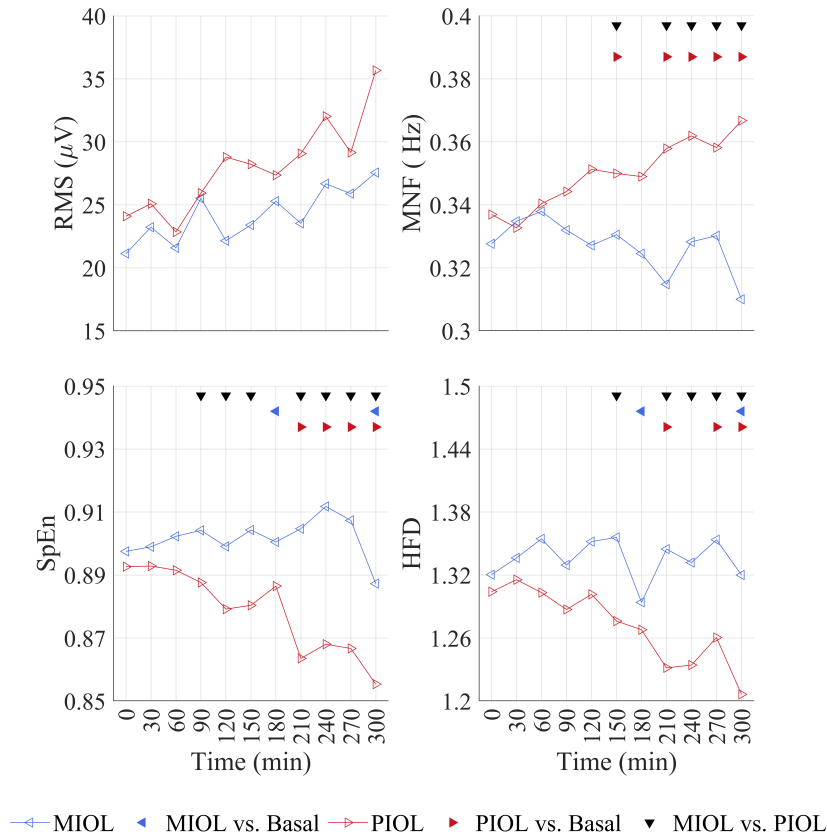 40
35
30
25
20
15
RMS (μV)
0.4
0.38
0.36
0.34
0.32
0.3
MNF ( Hz)
0.95
0.93
0.91
0.89
0.87
0.85
SpEn
0 30 60 90 120 150 180 210 240 270 300
Time (min)
1.5
1.44
1.38
1.32
1.26
1.2
HFD
0 30 60 90 120 150 180 210 240 270 300
Time (min)
MIOL MIOL vs. Basal PIOL PIOL vs. Basal MIOL vs. PIOL